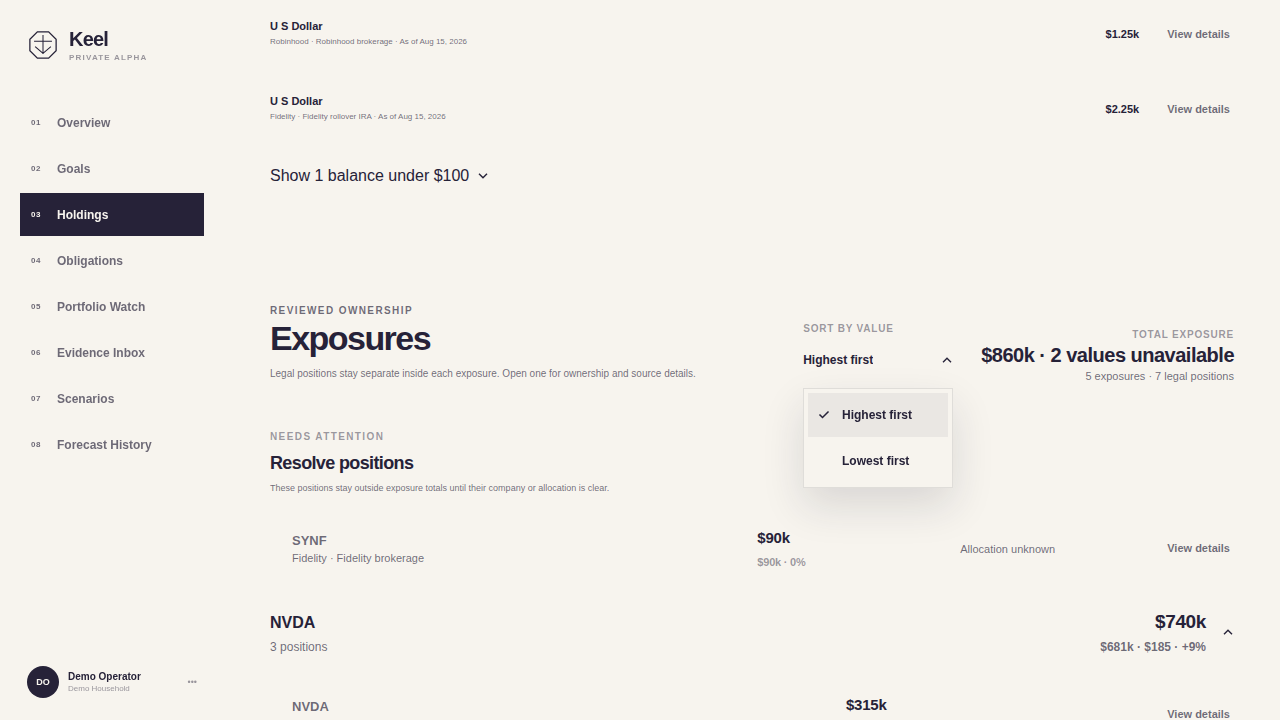 Keel
PRIVATE ALPHA
01 Overview
02 Goals
03 Holdings
04 Obligations
05 Portfolio Watch
06 Evidence Inbox
07 Scenarios
08 Forecast History
DO
Demo Operator
Demo Household
U S Dollar
Robinhood · Robinhood brokerage · As of Aug 15, 2026
$1.25k
View details
U S Dollar
Fidelity · Fidelity rollover IRA · As of Aug 15, 2026
$2.25k
View details
Show 1 balance under $100
REVIEWED OWNERSHIP
Exposures
Legal positions stay separate inside each exposure. Open one for ownership and source details.
SORT BY VALUE
Highest first
Highest first
Lowest first
TOTAL EXPOSURE
$860k · 2 values unavailable
5 exposures · 7 legal positions
NEEDS ATTENTION
Resolve positions
These positions stay outside exposure totals until their company or allocation is clear.
SYNF
Fidelity · Fidelity brokerage
$90k
$90k · 0%
Allocation unknown
View details
NVDA
3 positions
$740k
$681k · $185 · +9%
NVDA
$315k
View details